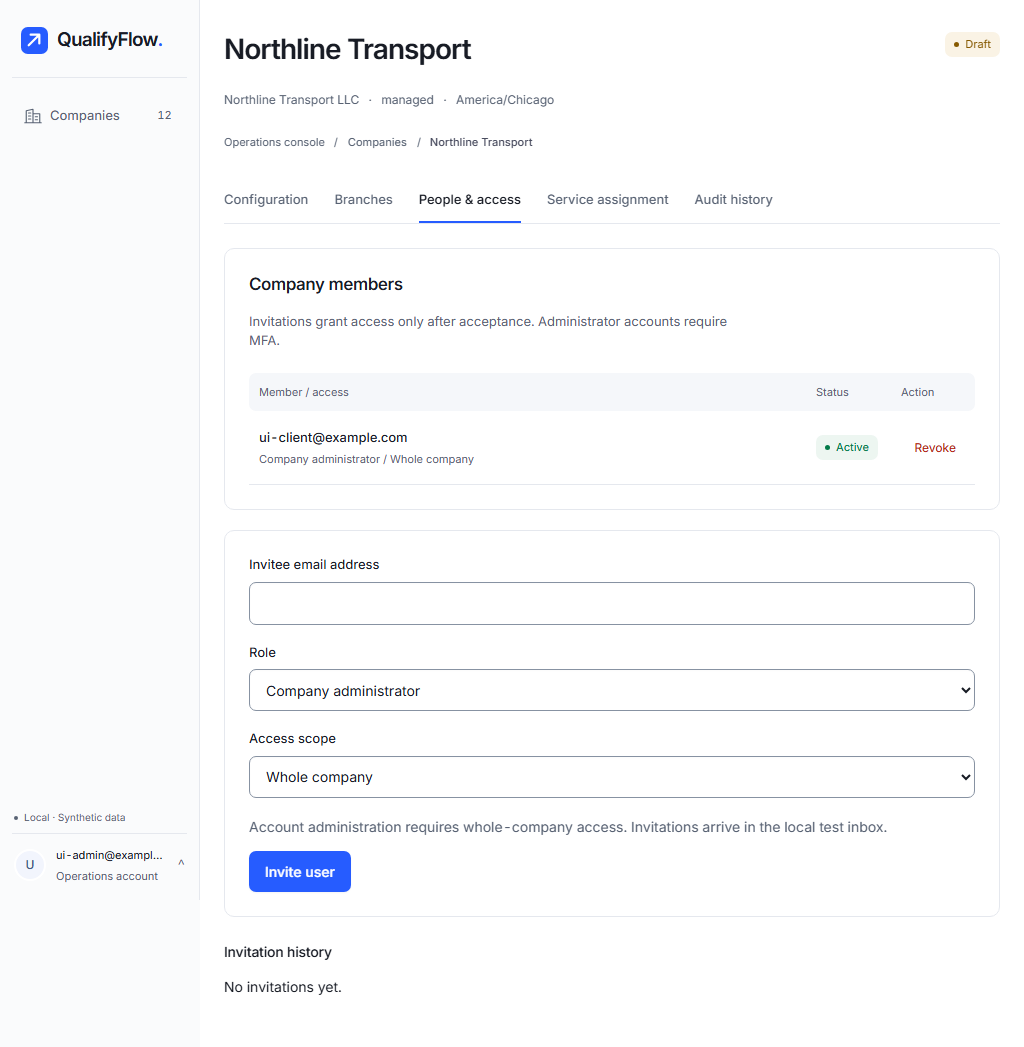 QualifyFlow.
Companies 12
Local · Synthetic data
U
ui-admin@exampl...
Operations account
^
Northline Transport
Draft
Northline Transport LLC · managed · America/Chicago
Operations console / Companies / Northline Transport
Configuration Branches People & access Service assignment Audit history
Company members
Invitations grant access only after acceptance. Administrator accounts require
MFA.
Member / access Status Action
ui-client@example.com
Company administrator / Whole company
Active
Revoke
Invitee email address
Role
Company administrator
Access scope
Whole company
Account administration requires whole-company access. Invitations arrive in the local test inbox.
Invite user
Invitation history
No invitations yet.